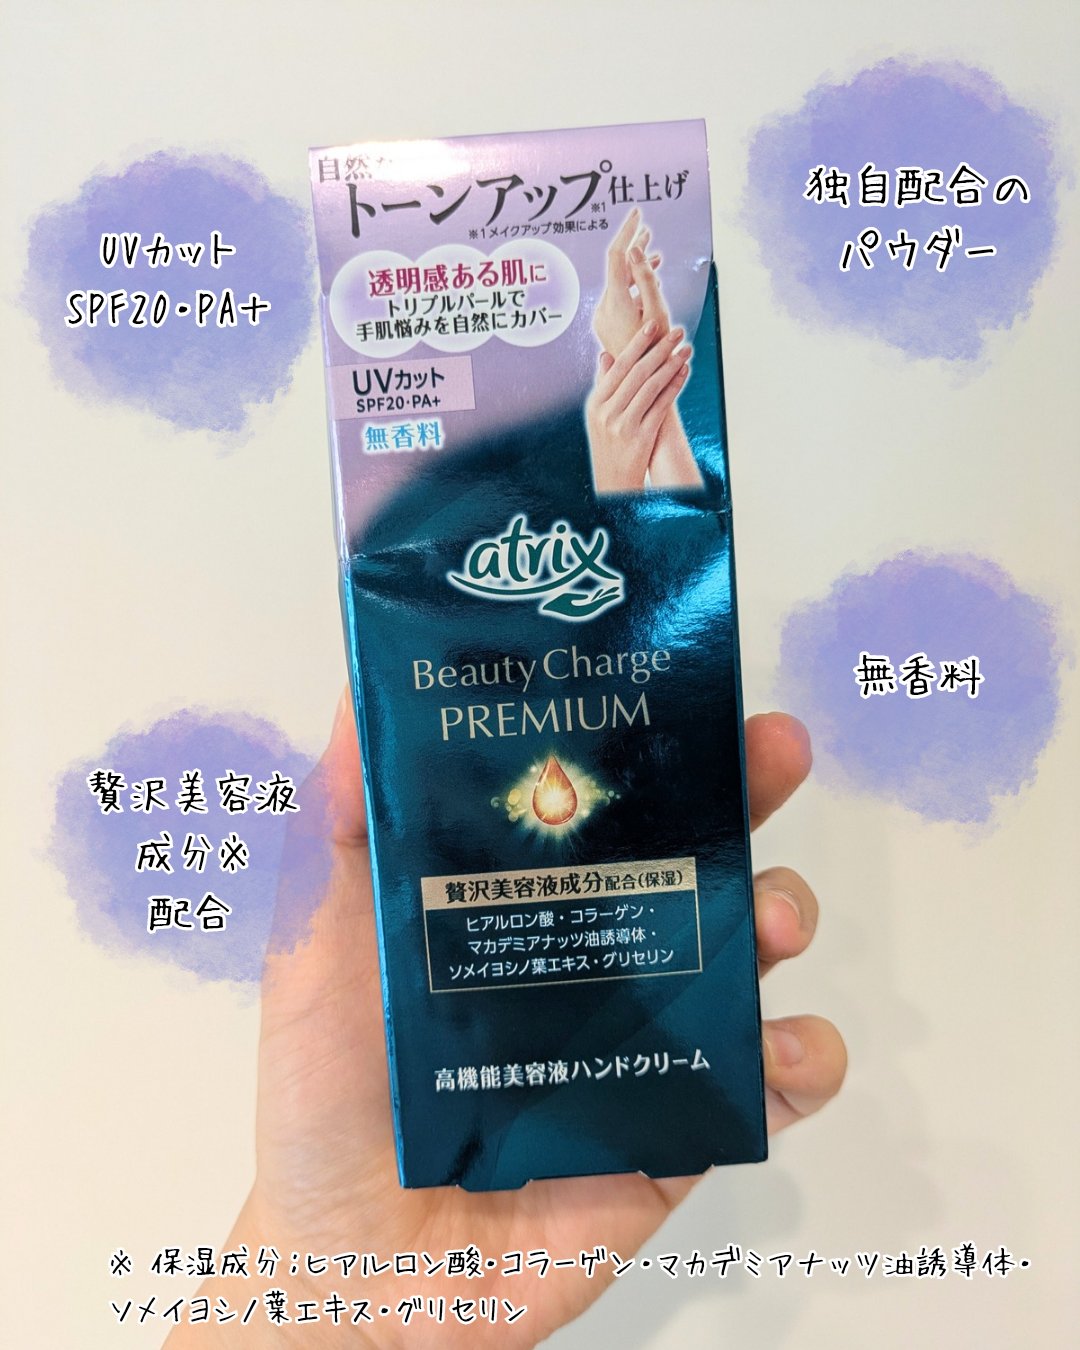 自然な
トーンアップ※1仕上げ
※1メイクアップ効果による
透明感ある肌に
トリプルパールで
手肌悩みを自然にカバー
UVカット
SPF20・PA+
無香料
atrix
Beauty Charge
PREMIUM
贅沢美容液成分配合(保湿)
ヒアルロン酸・コラーゲン・
マカデミアナッツ油誘導体・
ソメイヨシノ葉エキス・グリセリン
高機能美容液ハンドクリーム
UVカット
SPF20・PA+
独自配合の
パウダー
無香料
贅沢美容液
成分※
配合
※ 保湿成分;ヒアルロン酸・コラーゲン・マカデミアナッツ油誘導体・
ソメイヨシノ葉エキス・グリセリン